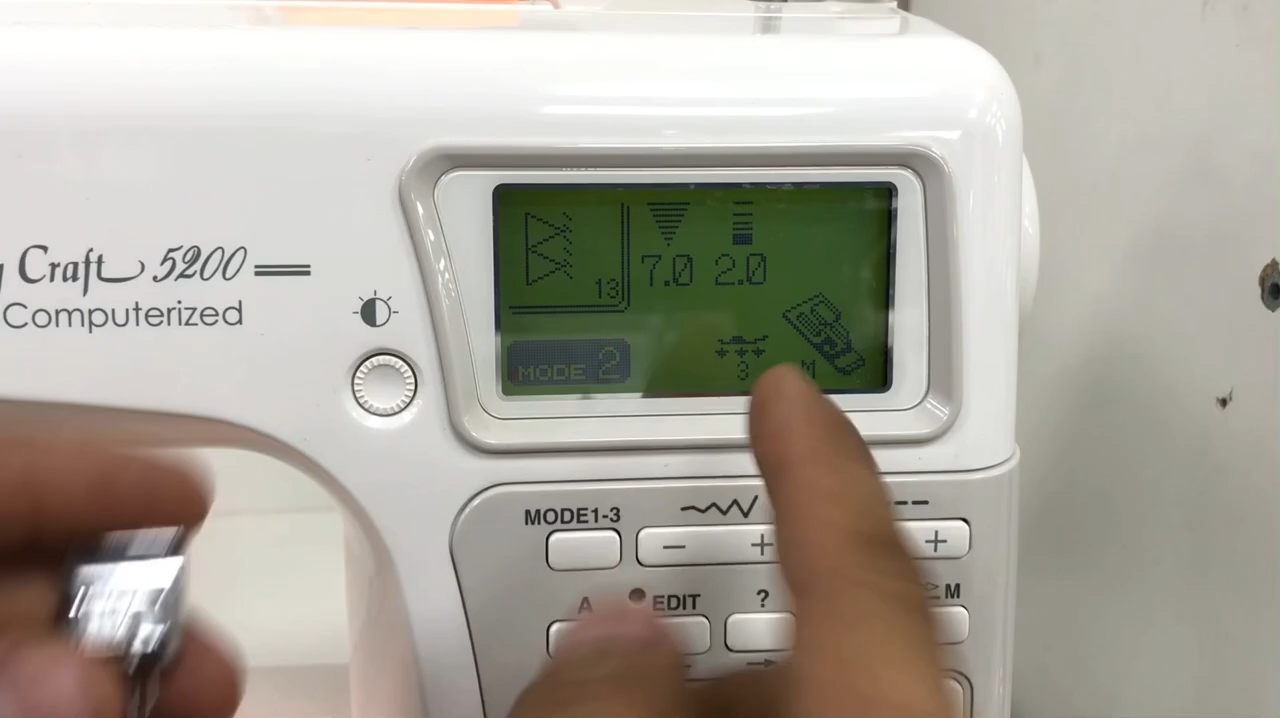 Craft 5200
Computerized
13
7.0 2.0
MODE 2
3
M
MODE1-3
− +
+
A
EDIT
?
M